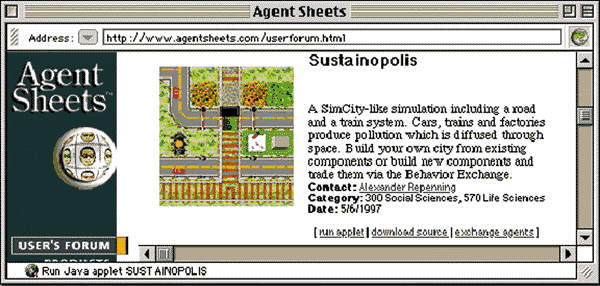 Agent Sheets
Address: http://www.agentsheets.com/userforum.html
Agent
Sheets™
Sustainopolis
A SimCity-like simulation including a road
and a train system. Cars, trains and factories
produce pollution which is diffused through
space. Build your own city from existing
components or build new components and
trade them via the Behavior Exchange.
Contact: Alexander Repenning
Category: 300 Social Sciences, 570 Life Sciences
Date: 5/6/1997
[ run applet | download source | exchange agents ]
USER'S FORUM
PRODUCTS
Run Java applet SUSTAINOPOLIS